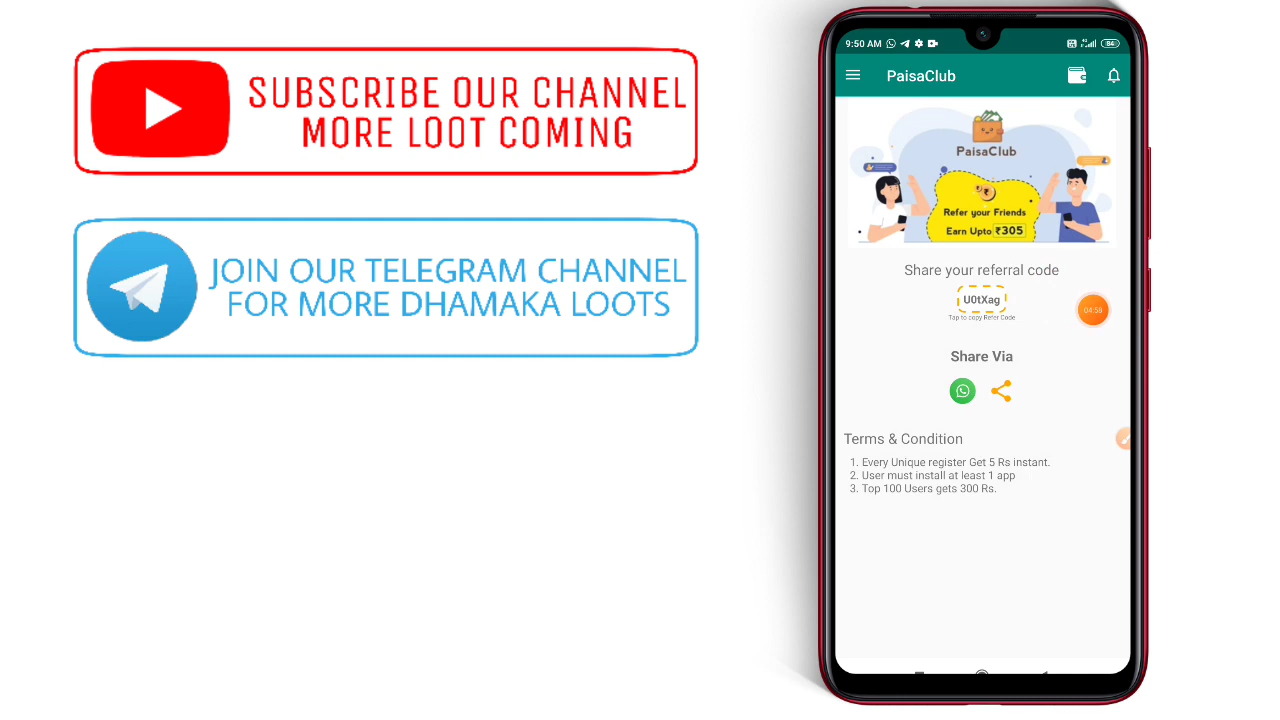 SUBSCRIBE OUR CHANNEL
MORE LOOT COMING
JOIN OUR TELEGRAM CHANNEL
FOR MORE DHAMAKA LOOTS
9:50 AM
84
PaisaClub
PaisaClub
Refer your Friends
Earn Upto ₹305
Share your referral code
U0tXag
Tap to copy Refer Code
04:58
Share Via
Terms & Condition
1. Every Unique register Get 5 Rs instant.
2. User must install at least 1 app
3. Top 100 Users gets 300 Rs.